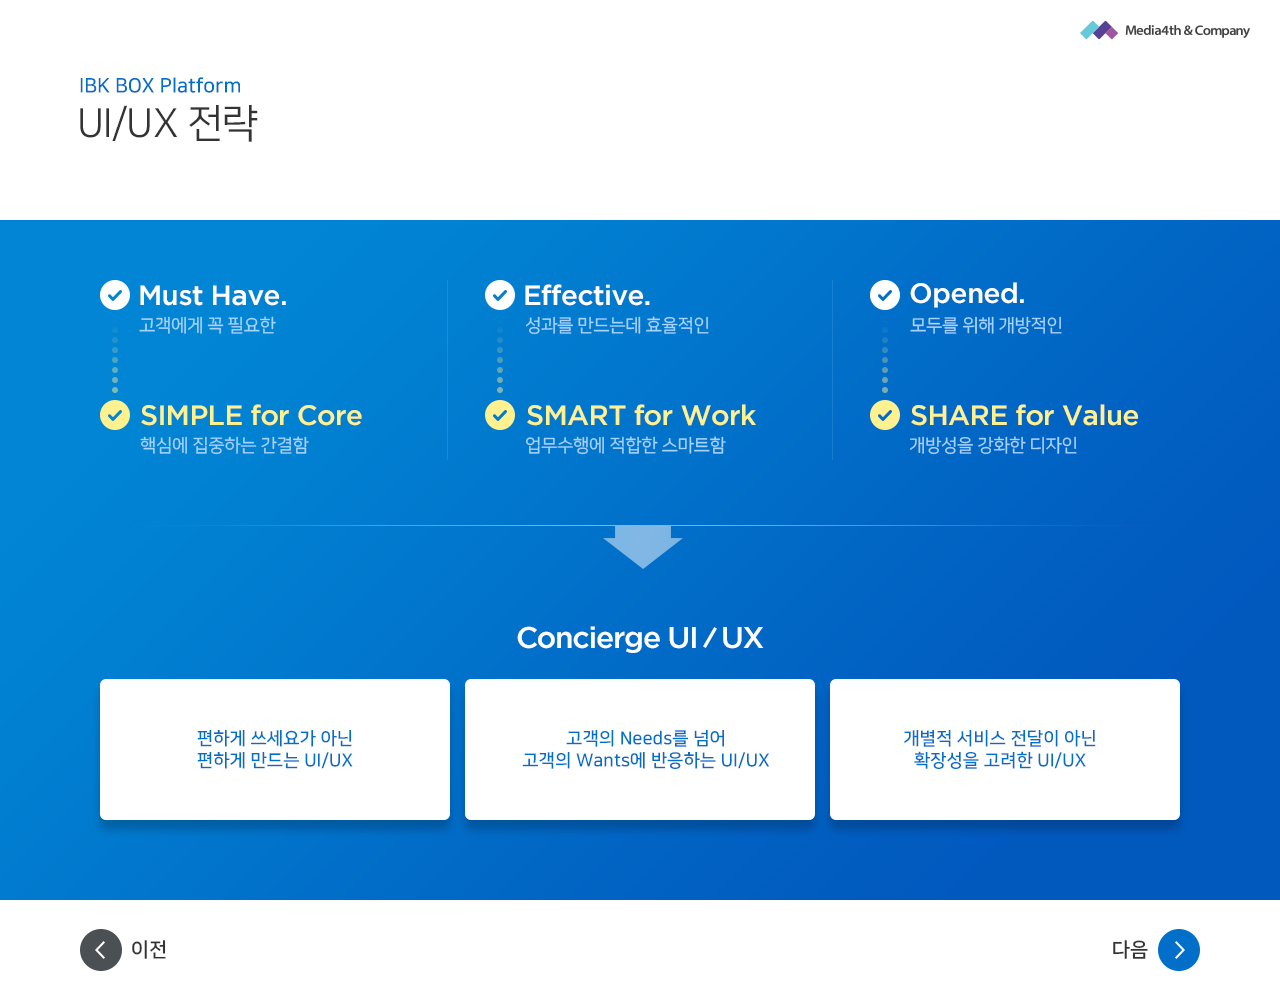 Media4th & Company
IBK BOX Platform
UI/UX 전략
Must Have.
고객에게 꼭 필요한
SIMPLE for Core
핵심에 집중하는 간결함
Effective.
성과를 만드는데 효율적인
SMART for Work
업무수행에 적합한 스마트함
Opened.
모두를 위해 개방적인
SHARE for Value
개방성을 강화한 디자인
Concierge UI / UX
편하게 쓰세요가 아닌
편하게 만드는 UI/UX
고객의 Needs를 넘어
고객의 Wants에 반응하는 UI/UX
개별적 서비스 전달이 아닌
확장성을 고려한 UI/UX
이전
다음